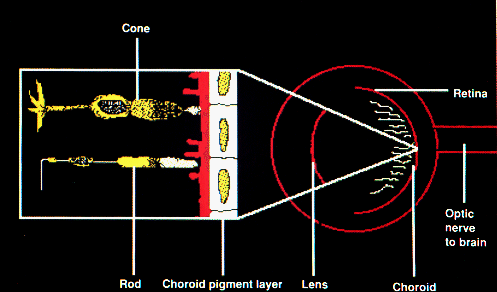 Cone
Retina
Optic
nerve
to brain
Rod
Choroid pigment layer
Lens
Choroid